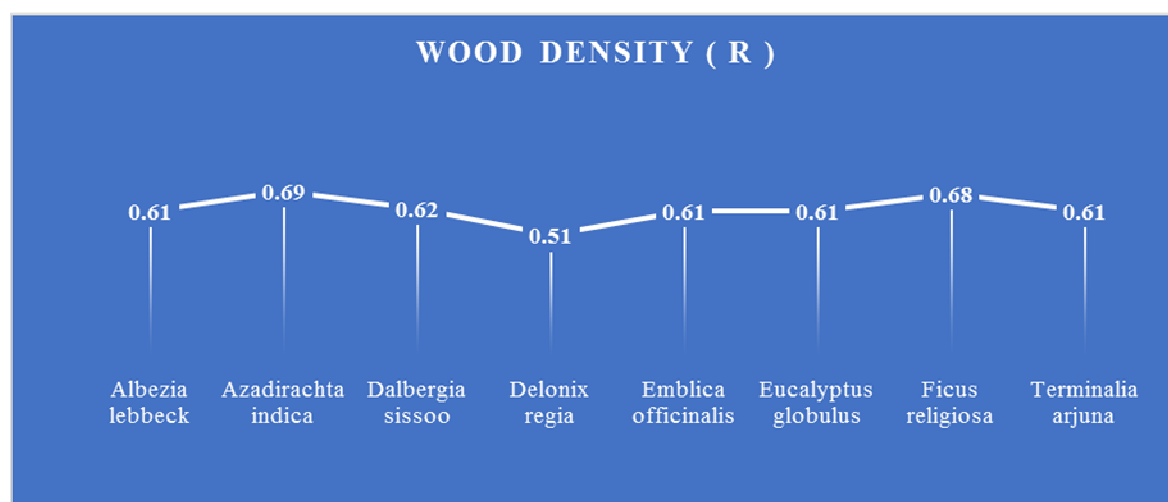 WOOD DENSITY ( R )
0.61
0.69
0.62
0.51
0.61
0.61
0.68
0.61
Albezia
lebbeck
Azadirachta
indica
Dalbergia
sissoo
Delonix
regia
Emblica
officinalis
Eucalyptus
globulus
Ficus
religiosa
Terminalia
arjuna